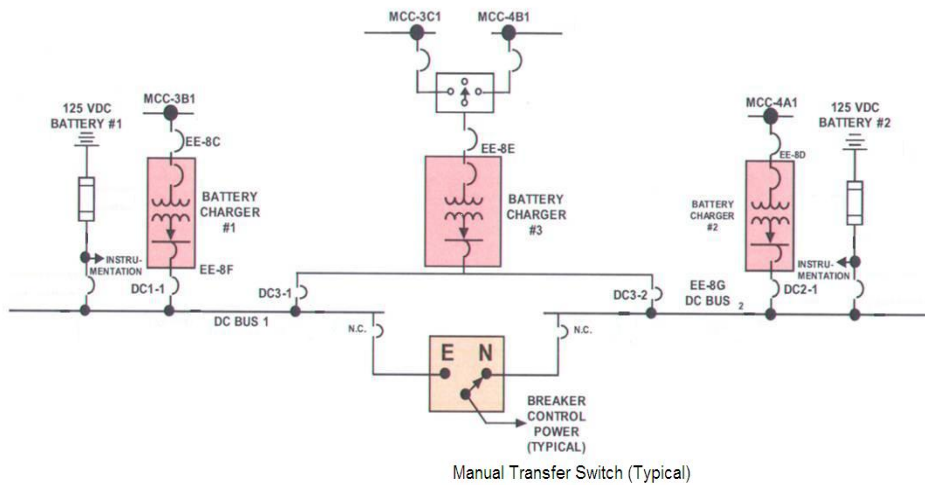 MCC-3C1
MCC-4B1
125 VDC
BATTERY #1
MCC-3B1
MCC-4A1
125 VDC
BATTERY #2
EE-8C
EE-8E
EE-8D
BATTERY
CHARGER
#1
BATTERY
CHARGER
#3
BATTERY
CHARGER
#2
INSTRU-
MENTATION
EE-8F
INSTRU-
MENTATION
DC1-1
DC3-1
DC3-2
EE-8G
DC BUS 2
DC2-1
DC BUS 1
N.C.
N.C.
E N
BREAKER
CONTROL
POWER
(TYPICAL)
Manual Transfer Switch (Typical)